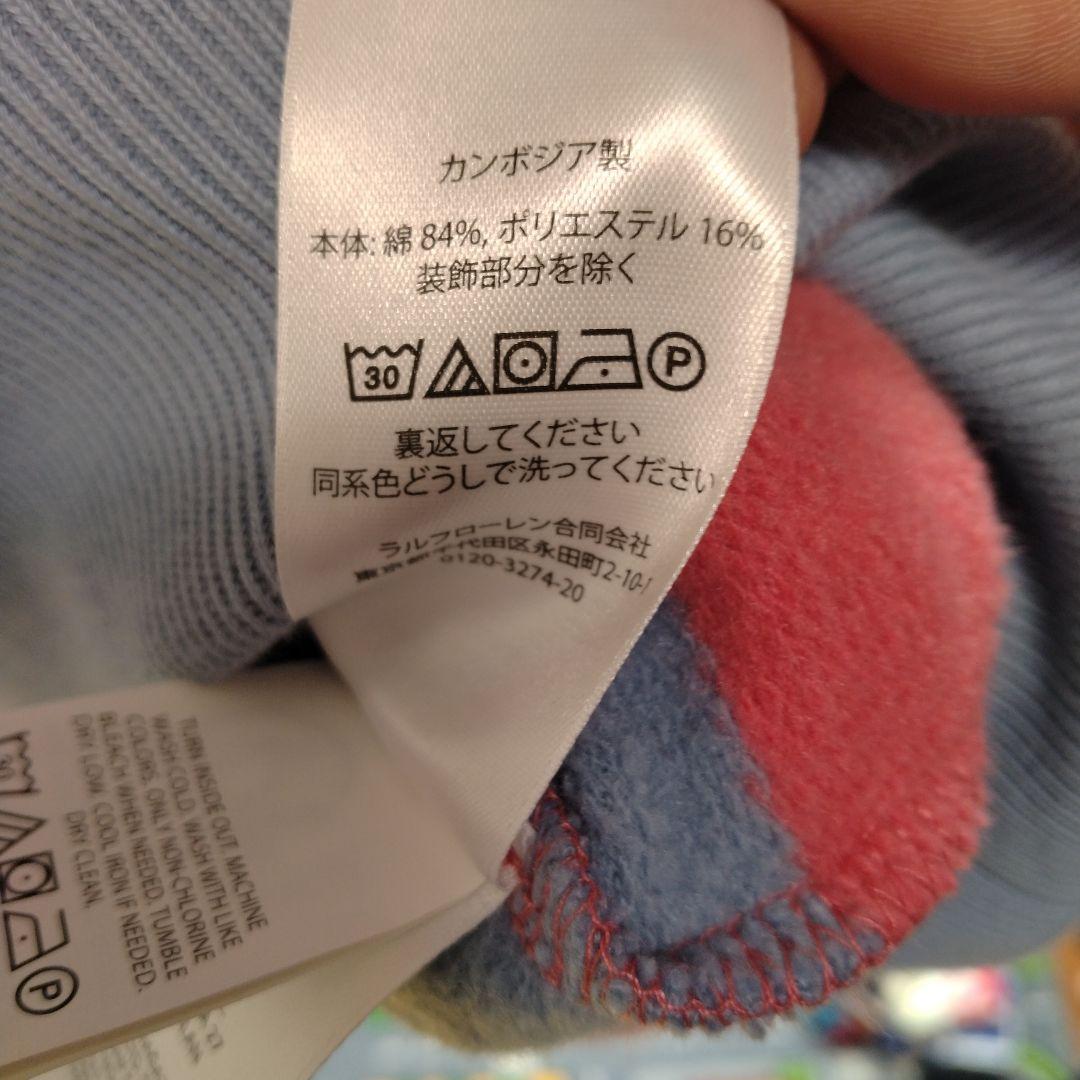 カンボジア製
本体: 綿 84%, ポリエステル 16%
装飾部分を除く
30 P
裏返してください
同系色どうしで洗ってください
ラルフローレン合同会社
東京都千代田区永田町2-10-1
0120-3274-20
TURN INSIDE OUT. MACHINE
WASH COLD. WASH WITH LIKE
COLORS. ONLY NON-CHLORINE
BLEACH WHEN NEEDED. TUMBLE
DRY LOW. COOL IRON IF NEEDED.
DRY CLEAN.
30 P